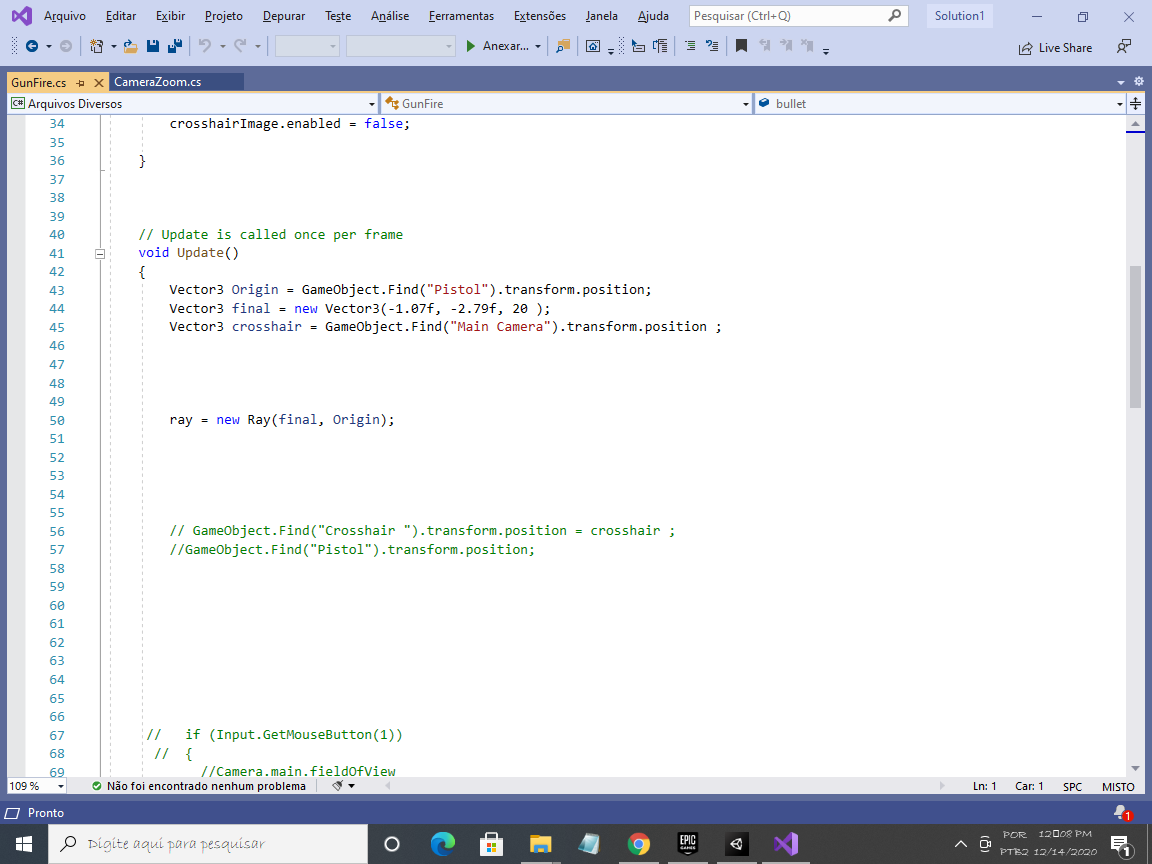 Arquivo Editar Exibir Projeto Depurar Teste Análise Ferramentas Extensões Janela Ajuda Pesquisar (Ctrl+Q) Solution1
Anexar... Live Share
GunFire.cs CameraZoom.cs
C# Arquivos Diversos GunFire bullet
34 crosshairImage.enabled = false;
35
36 }
37
38
39
40 // Update is called once per frame
41 void Update()
42 {
43 Vector3 Origin = GameObject.Find("Pistol").transform.position;
44 Vector3 final = new Vector3(-1.07f, -2.79f, 20 );
45 Vector3 crosshair = GameObject.Find("Main Camera").transform.position ;
46
47
48
49
50 ray = new Ray(final, Origin);
51
52
53
54
55
56 // GameObject.Find("Crosshair ").transform.position = crosshair ;
57 //GameObject.Find("Pistol").transform.position;
58
59
60
61
62
63
64
65
66
67 // if (Input.GetMouseButton(1))
68 // {
69 //Camera.main.fieldOfView
109 % Não foi encontrado nenhum problema Ln: 1 Car: 1 SPC MISTO
Pronto 1
Digite aqui para pesquisar EPIC GAMES POR 12▯08 PM
PTB2 12/14/2020 1